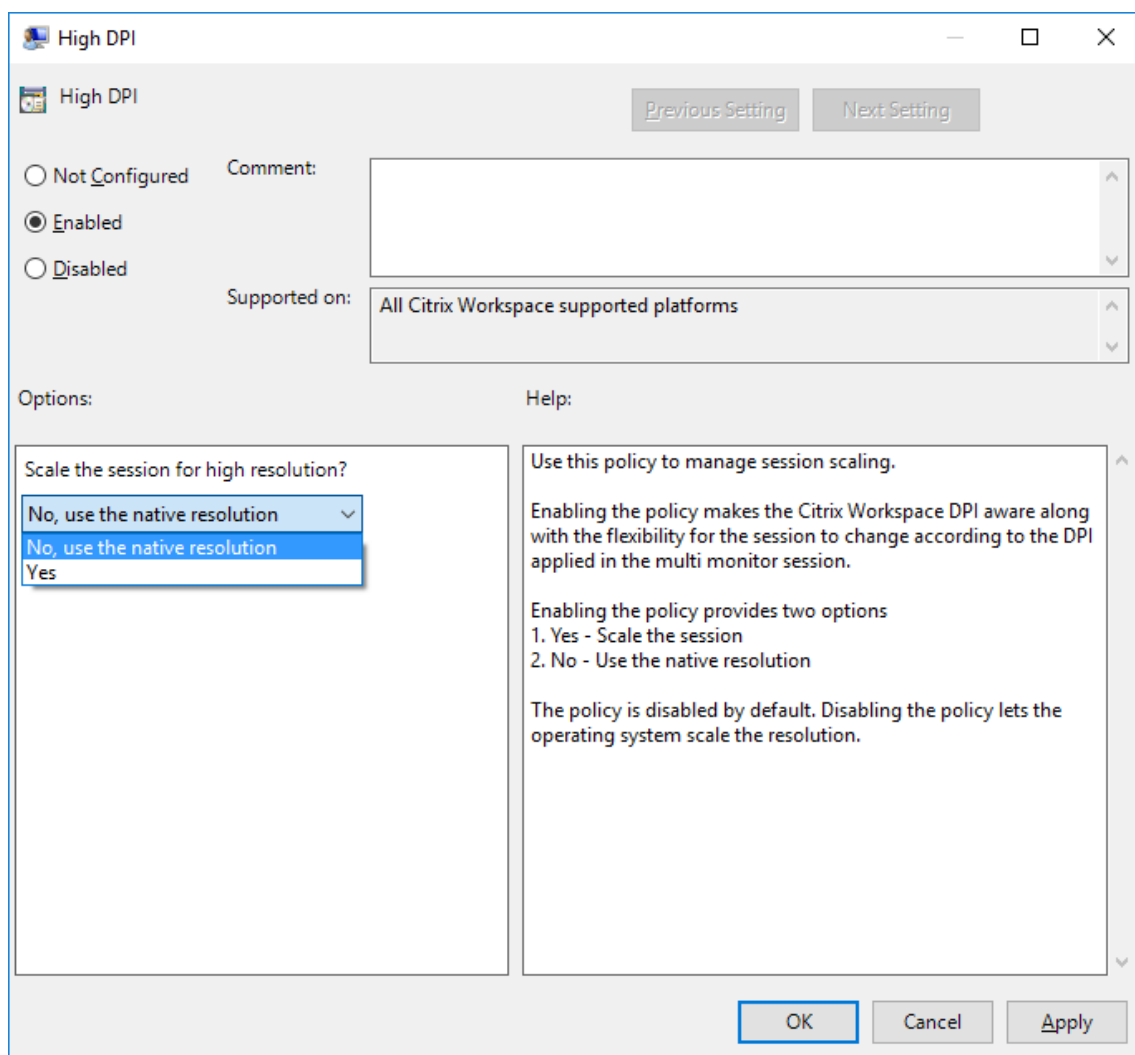 High DPI
High DPI
Previous Setting
Next Setting
Not Configured
Comment:
Enabled
Disabled
Supported on:
All Citrix Workspace supported platforms
Options:
Help:
Scale the session for high resolution?
No, use the native resolution
No, use the native resolution
Yes
Use this policy to manage session scaling.
Enabling the policy makes the Citrix Workspace DPI aware along
with the flexibility for the session to change according to the DPI
applied in the multi monitor session.
Enabling the policy provides two options
1. Yes - Scale the session
2. No - Use the native resolution
The policy is disabled by default. Disabling the policy lets the
operating system scale the resolution.
OK
Cancel
Apply